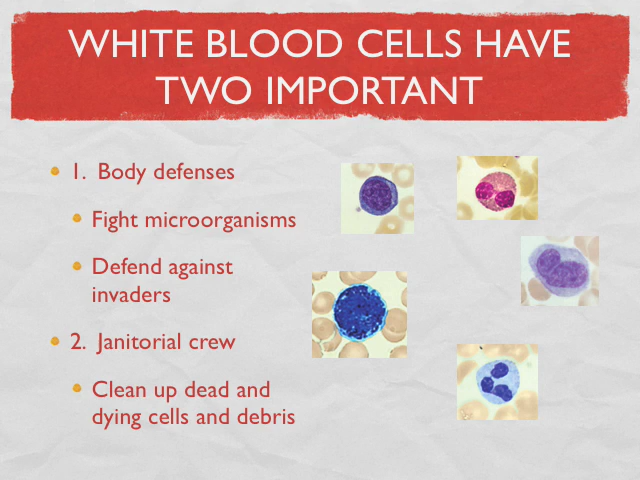 WHITE BLOOD CELLS HAVE
TWO IMPORTANT
1. Body defenses
Fight microorganisms
Defend against
invaders
2. Janitorial crew
Clean up dead and
dying cells and debris